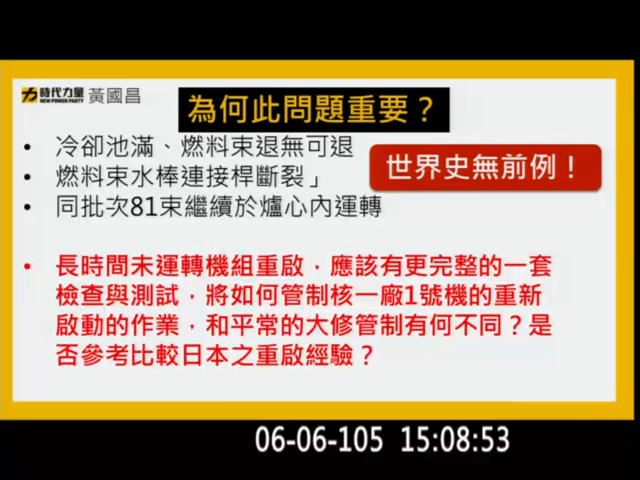 力 時代力量 黃國昌
NEW POWER PARTY
為何此問題重要？
• 冷卻池滿、燃料束退無可退
• 燃料束水棒連接桿斷裂」
世界史無前例！
• 同批次81束繼續於爐心內運轉
• 長時間未運轉機組重啟，應該有更完整的一套
檢查與測試，將如何管制核一廠1號機的重新
啟動的作業，和平常的大修管制有何不同？是
否參考比較日本之重啟經驗？
06-06-105 15:08:53